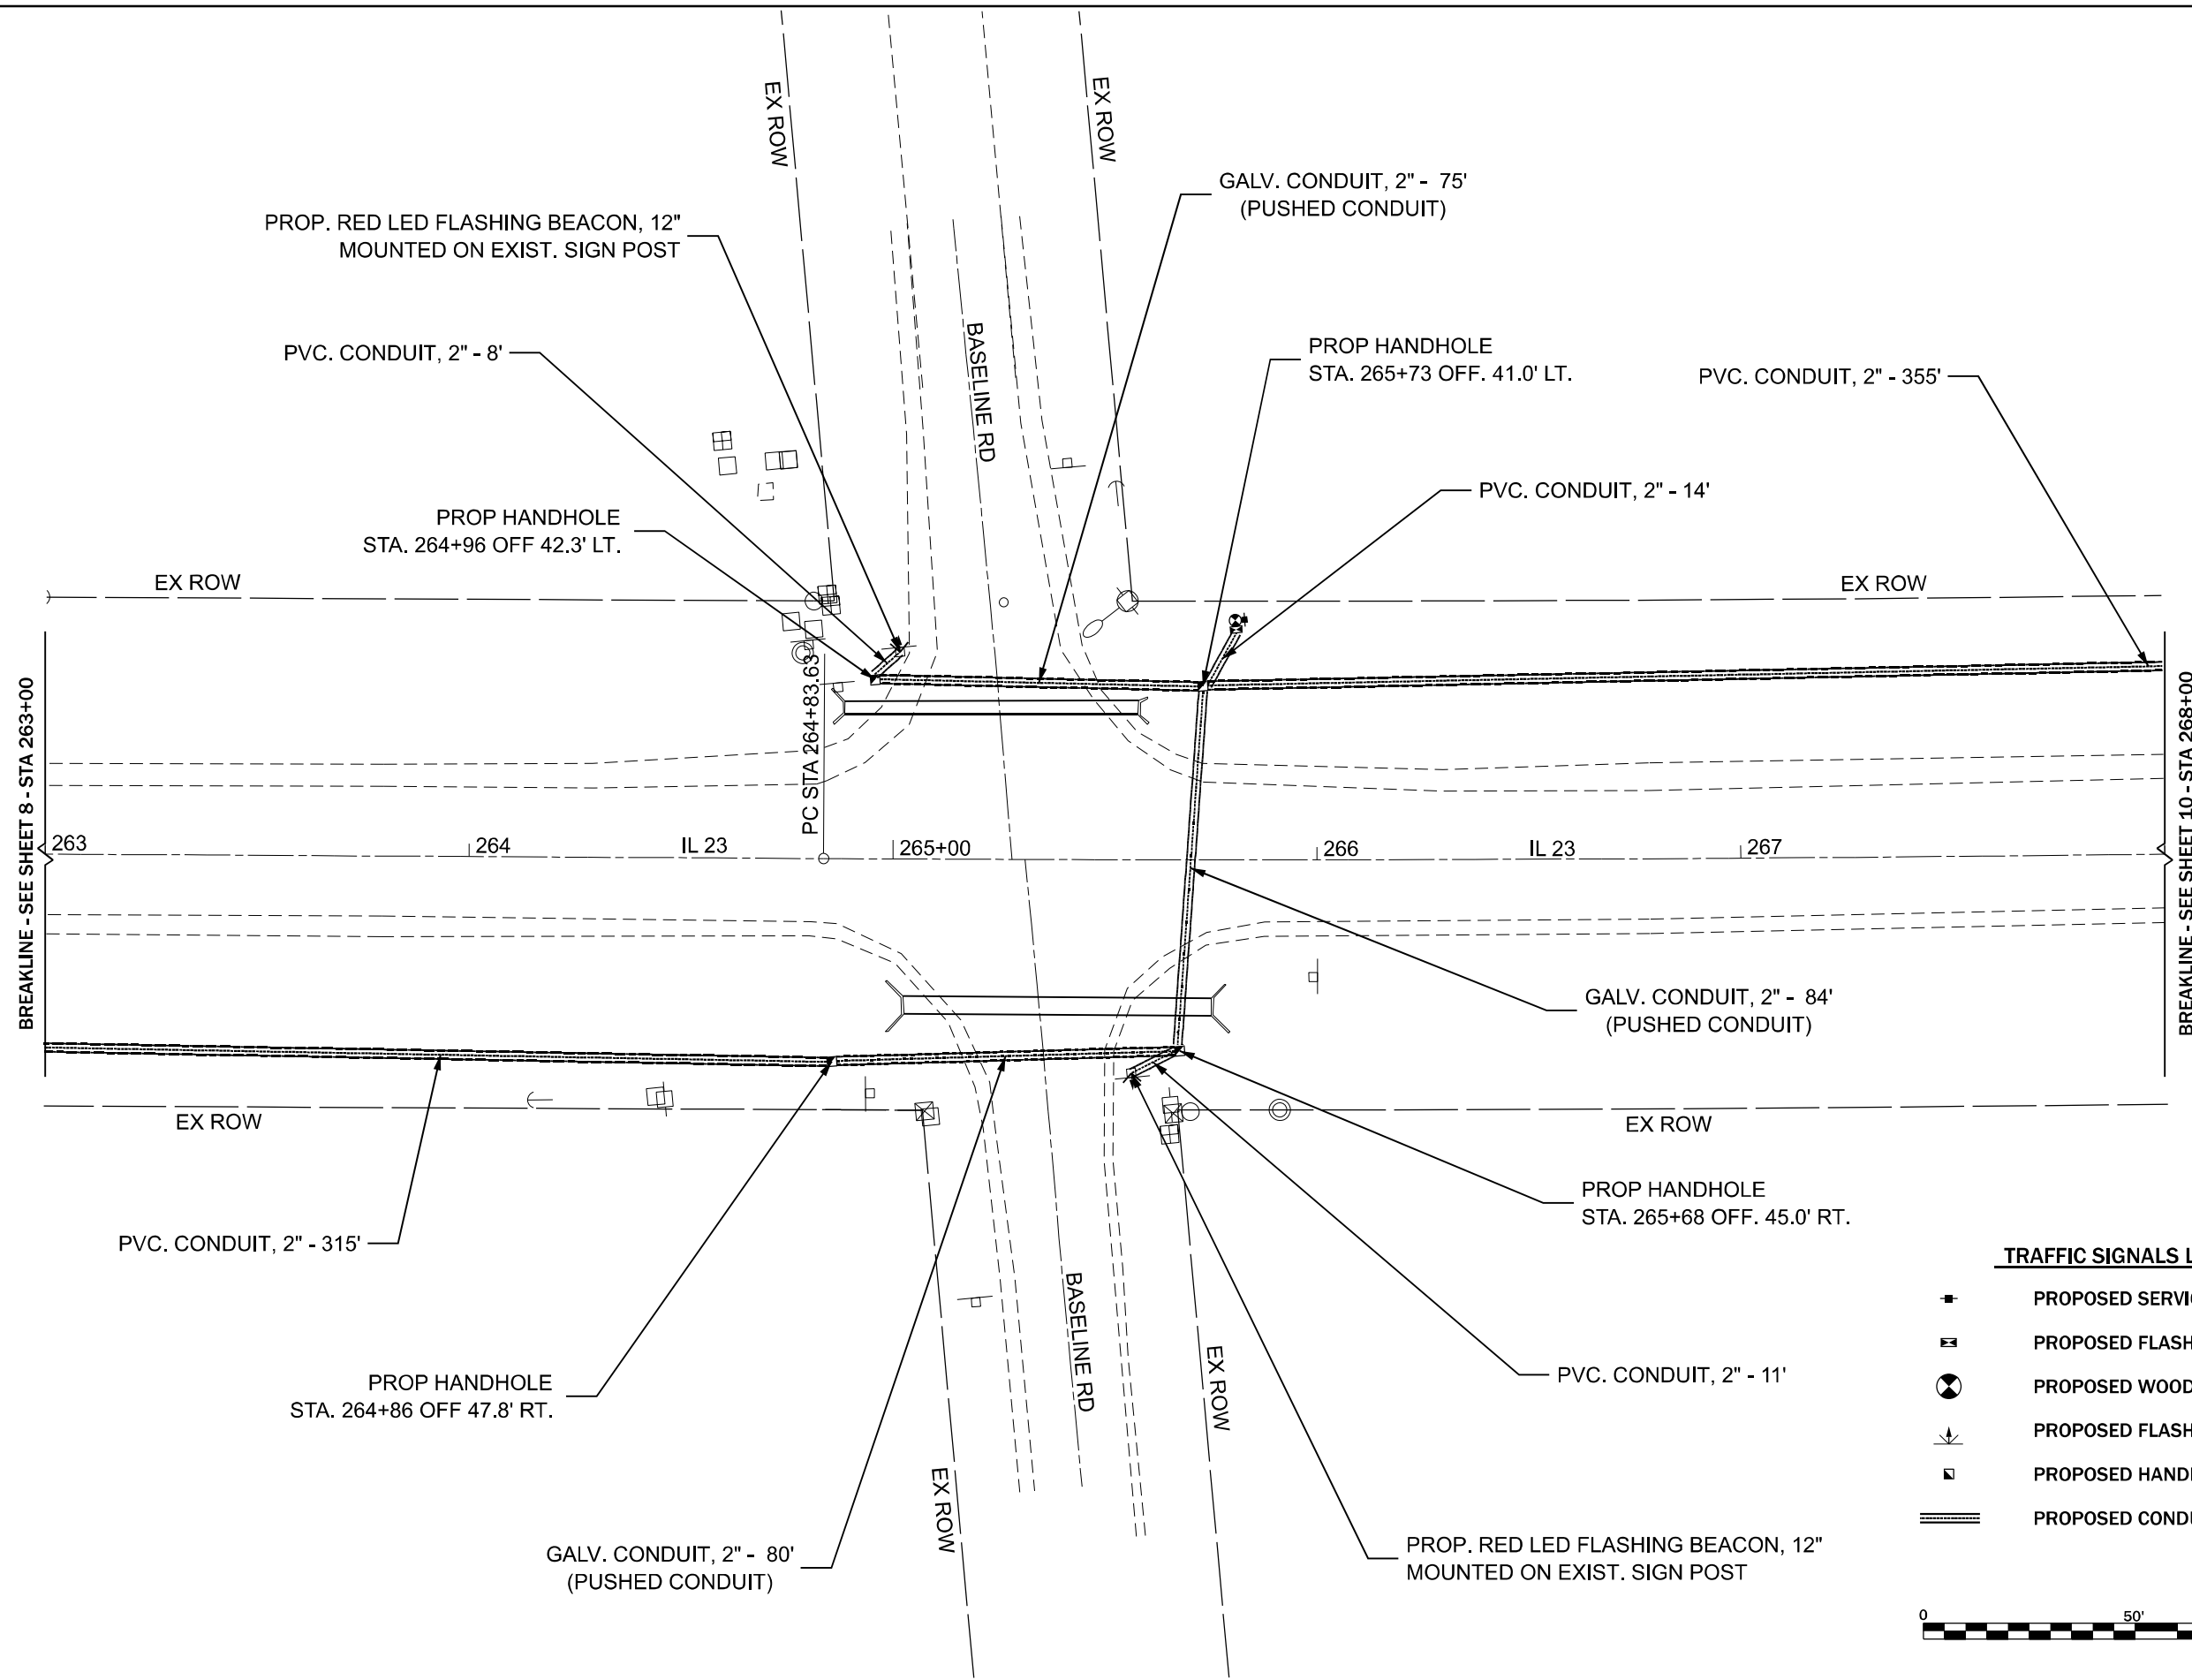 EX ROW
EX ROW
GALV. CONDUIT, 2" - 75'
(PUSHED CONDUIT)
PROP. RED LED FLASHING BEACON, 12"
MOUNTED ON EXIST. SIGN POST
PVC. CONDUIT, 2" - 8'
BASELINE RD
PROP HANDHOLE
STA. 265+73 OFF. 41.0' LT.
PVC. CONDUIT, 2" - 355'
PVC. CONDUIT, 2" - 14'
PROP HANDHOLE
STA. 264+96 OFF 42.3' LT.
EX ROW
EX ROW
BREAKLINE - SEE SHEET 8 - STA 263+00
PC STA 264+83.63
BREAKLINE - SEE SHEET 10 - STA 268+00
263
264
IL 23
265+00
266
IL 23
267
GALV. CONDUIT, 2" - 84'
(PUSHED CONDUIT)
EX ROW
EX ROW
PROP HANDHOLE
STA. 265+68 OFF. 45.0' RT.
PVC. CONDUIT, 2" - 315'
BASELINE RD
EX ROW
PROP HANDHOLE
STA. 264+86 OFF 47.8' RT.
PVC. CONDUIT, 2" - 11'
EX ROW
GALV. CONDUIT, 2" - 80'
(PUSHED CONDUIT)
PROP. RED LED FLASHING BEACON, 12"
MOUNTED ON EXIST. SIGN POST
TRAFFIC SIGNALS
PROPOSED
PROPOSED
PROPOSED WOOD
PROPOSED
PROPOSED
PROPOSED
0
50'